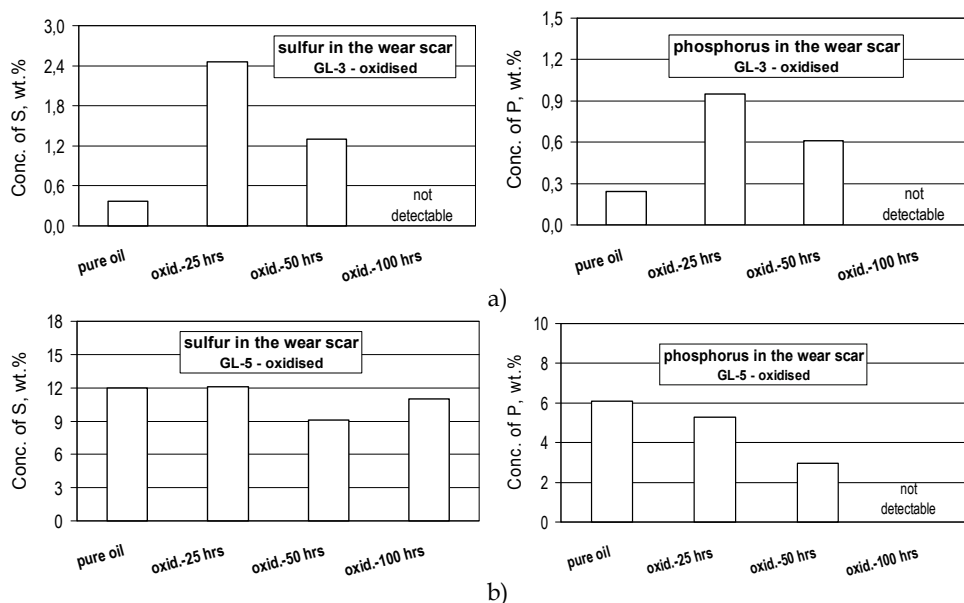 3,0
2,4
1,8
1,2
0,6
0,0
Conc. of S, wt.%
sulfur in the wear scar
GL-3 - oxidised
not
detectable
pure oil
oxid.-25 hrs
oxid.-50 hrs
oxid.-100 hrs
1,5
1,2
0,9
0,6
0,3
0,0
Conc. of P, wt.%
phosphorus in the wear scar
GL-3 - oxidised
not
detectable
pure oil
oxid.-25 hrs
oxid.-50 hrs
oxid.-100 hrs
a)
18
15
12
9
6
3
0
Conc. of S, wt.%
sulfur in the wear scar
GL-5 - oxidised
pure oil
oxid.-25 hrs
oxid.-50 hrs
oxid.-100 hrs
10
8
6
4
2
0
Conc. of P, wt.%
phosphorus in the wear scar
GL-5 - oxidised
not
detectable
pure oil
oxid.-25 hrs
oxid.-50 hrs
oxid.-100 hrs
b)